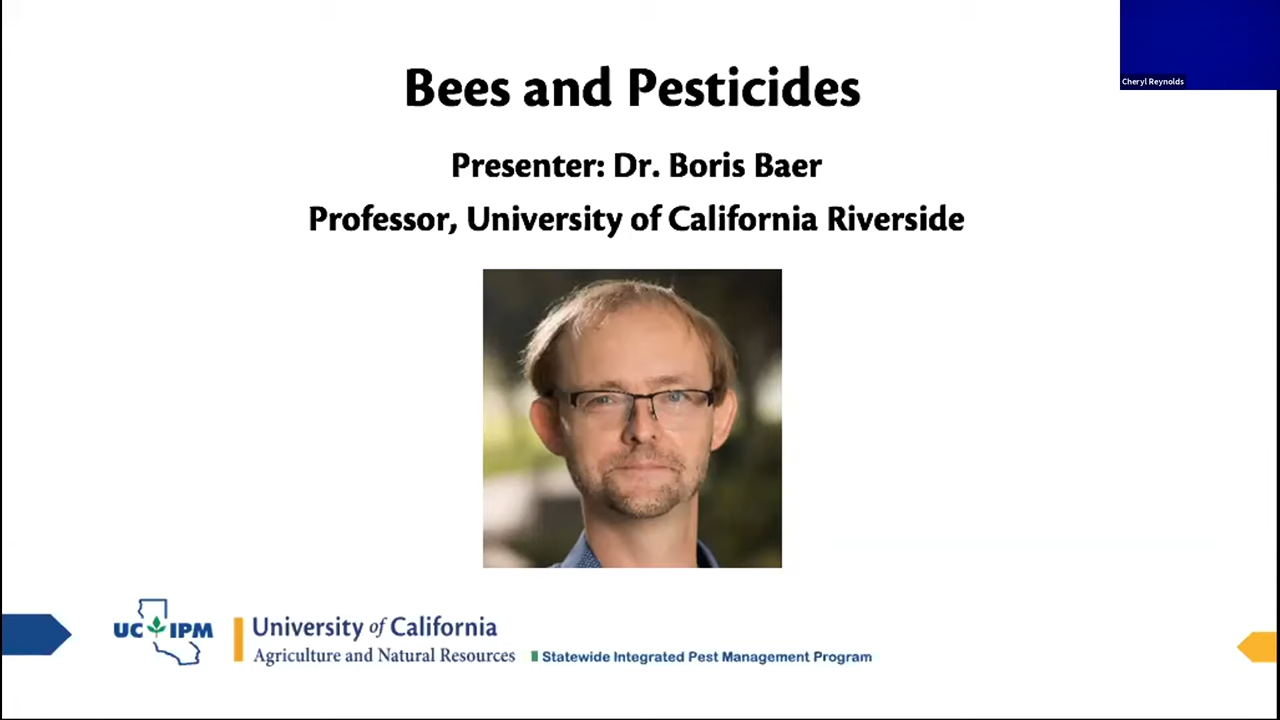 Cheryl Reynolds
Bees and Pesticides
Presenter: Dr. Boris Baer
Professor, University of California Riverside
UC IPM
University of California
Agriculture and Natural Resources
Statewide Integrated Pest Management Program